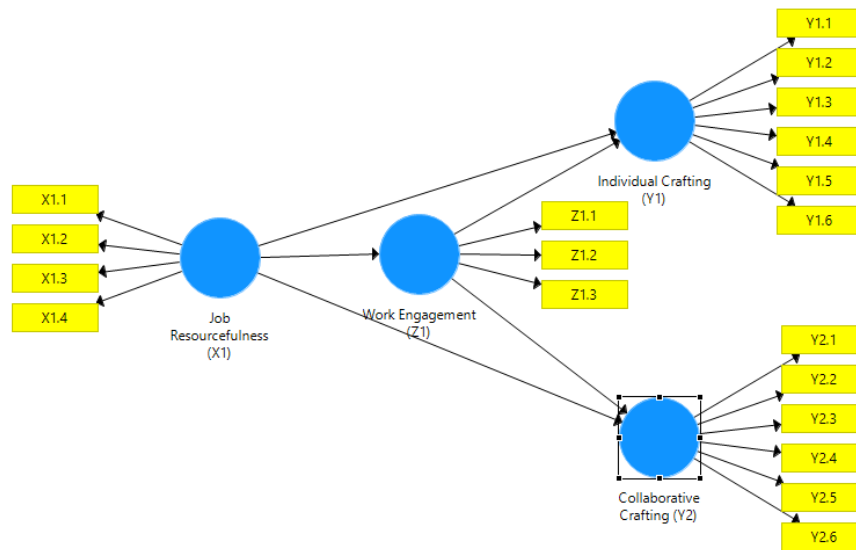 Y1.1
Y1.2
Y1.3
Y1.4
Y1.5
Y1.6
Individual Crafting
(Y1)
X1.1
X1.2
X1.3
X1.4
Job
Resourcefulness
(X1)
Work Engagement
(Z1)
Z1.1
Z1.2
Z1.3
Y2.1
Y2.2
Y2.3
Y2.4
Y2.5
Y2.6
Collaborative
Crafting (Y2)